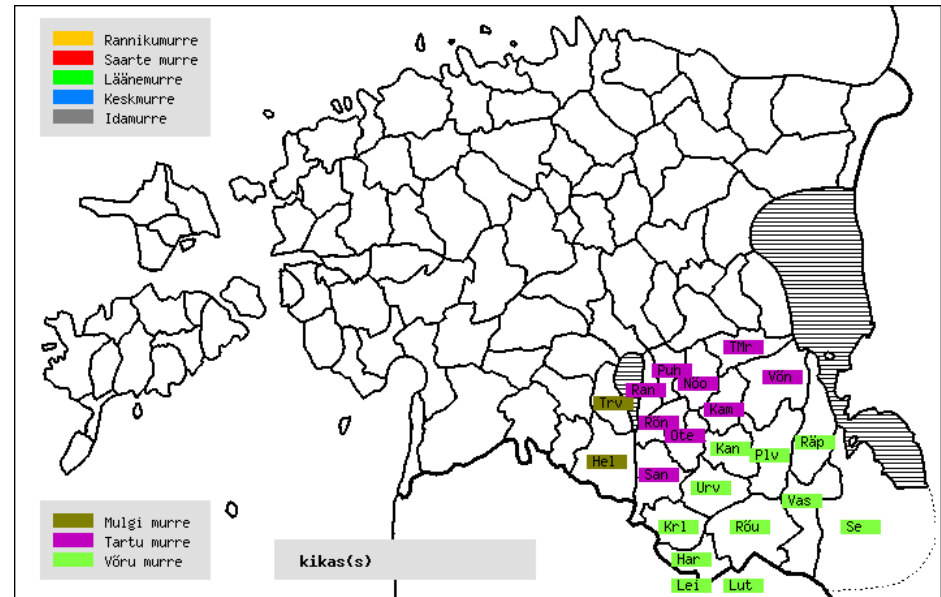 Rannikumurre
Saarte murre
Läänemurre
Keskmurre
Idamurre
TMr
Puh
Nõo
Võn
Ran
Trv
Kam
Rõn
Ote
Kan
Plv
Räp
Hel
San
Urv
Vas
Krl
Rõu
Se
Har
Lei
Lut
Mulgi murre
Tartu murre
Võru murre
kikas(s)